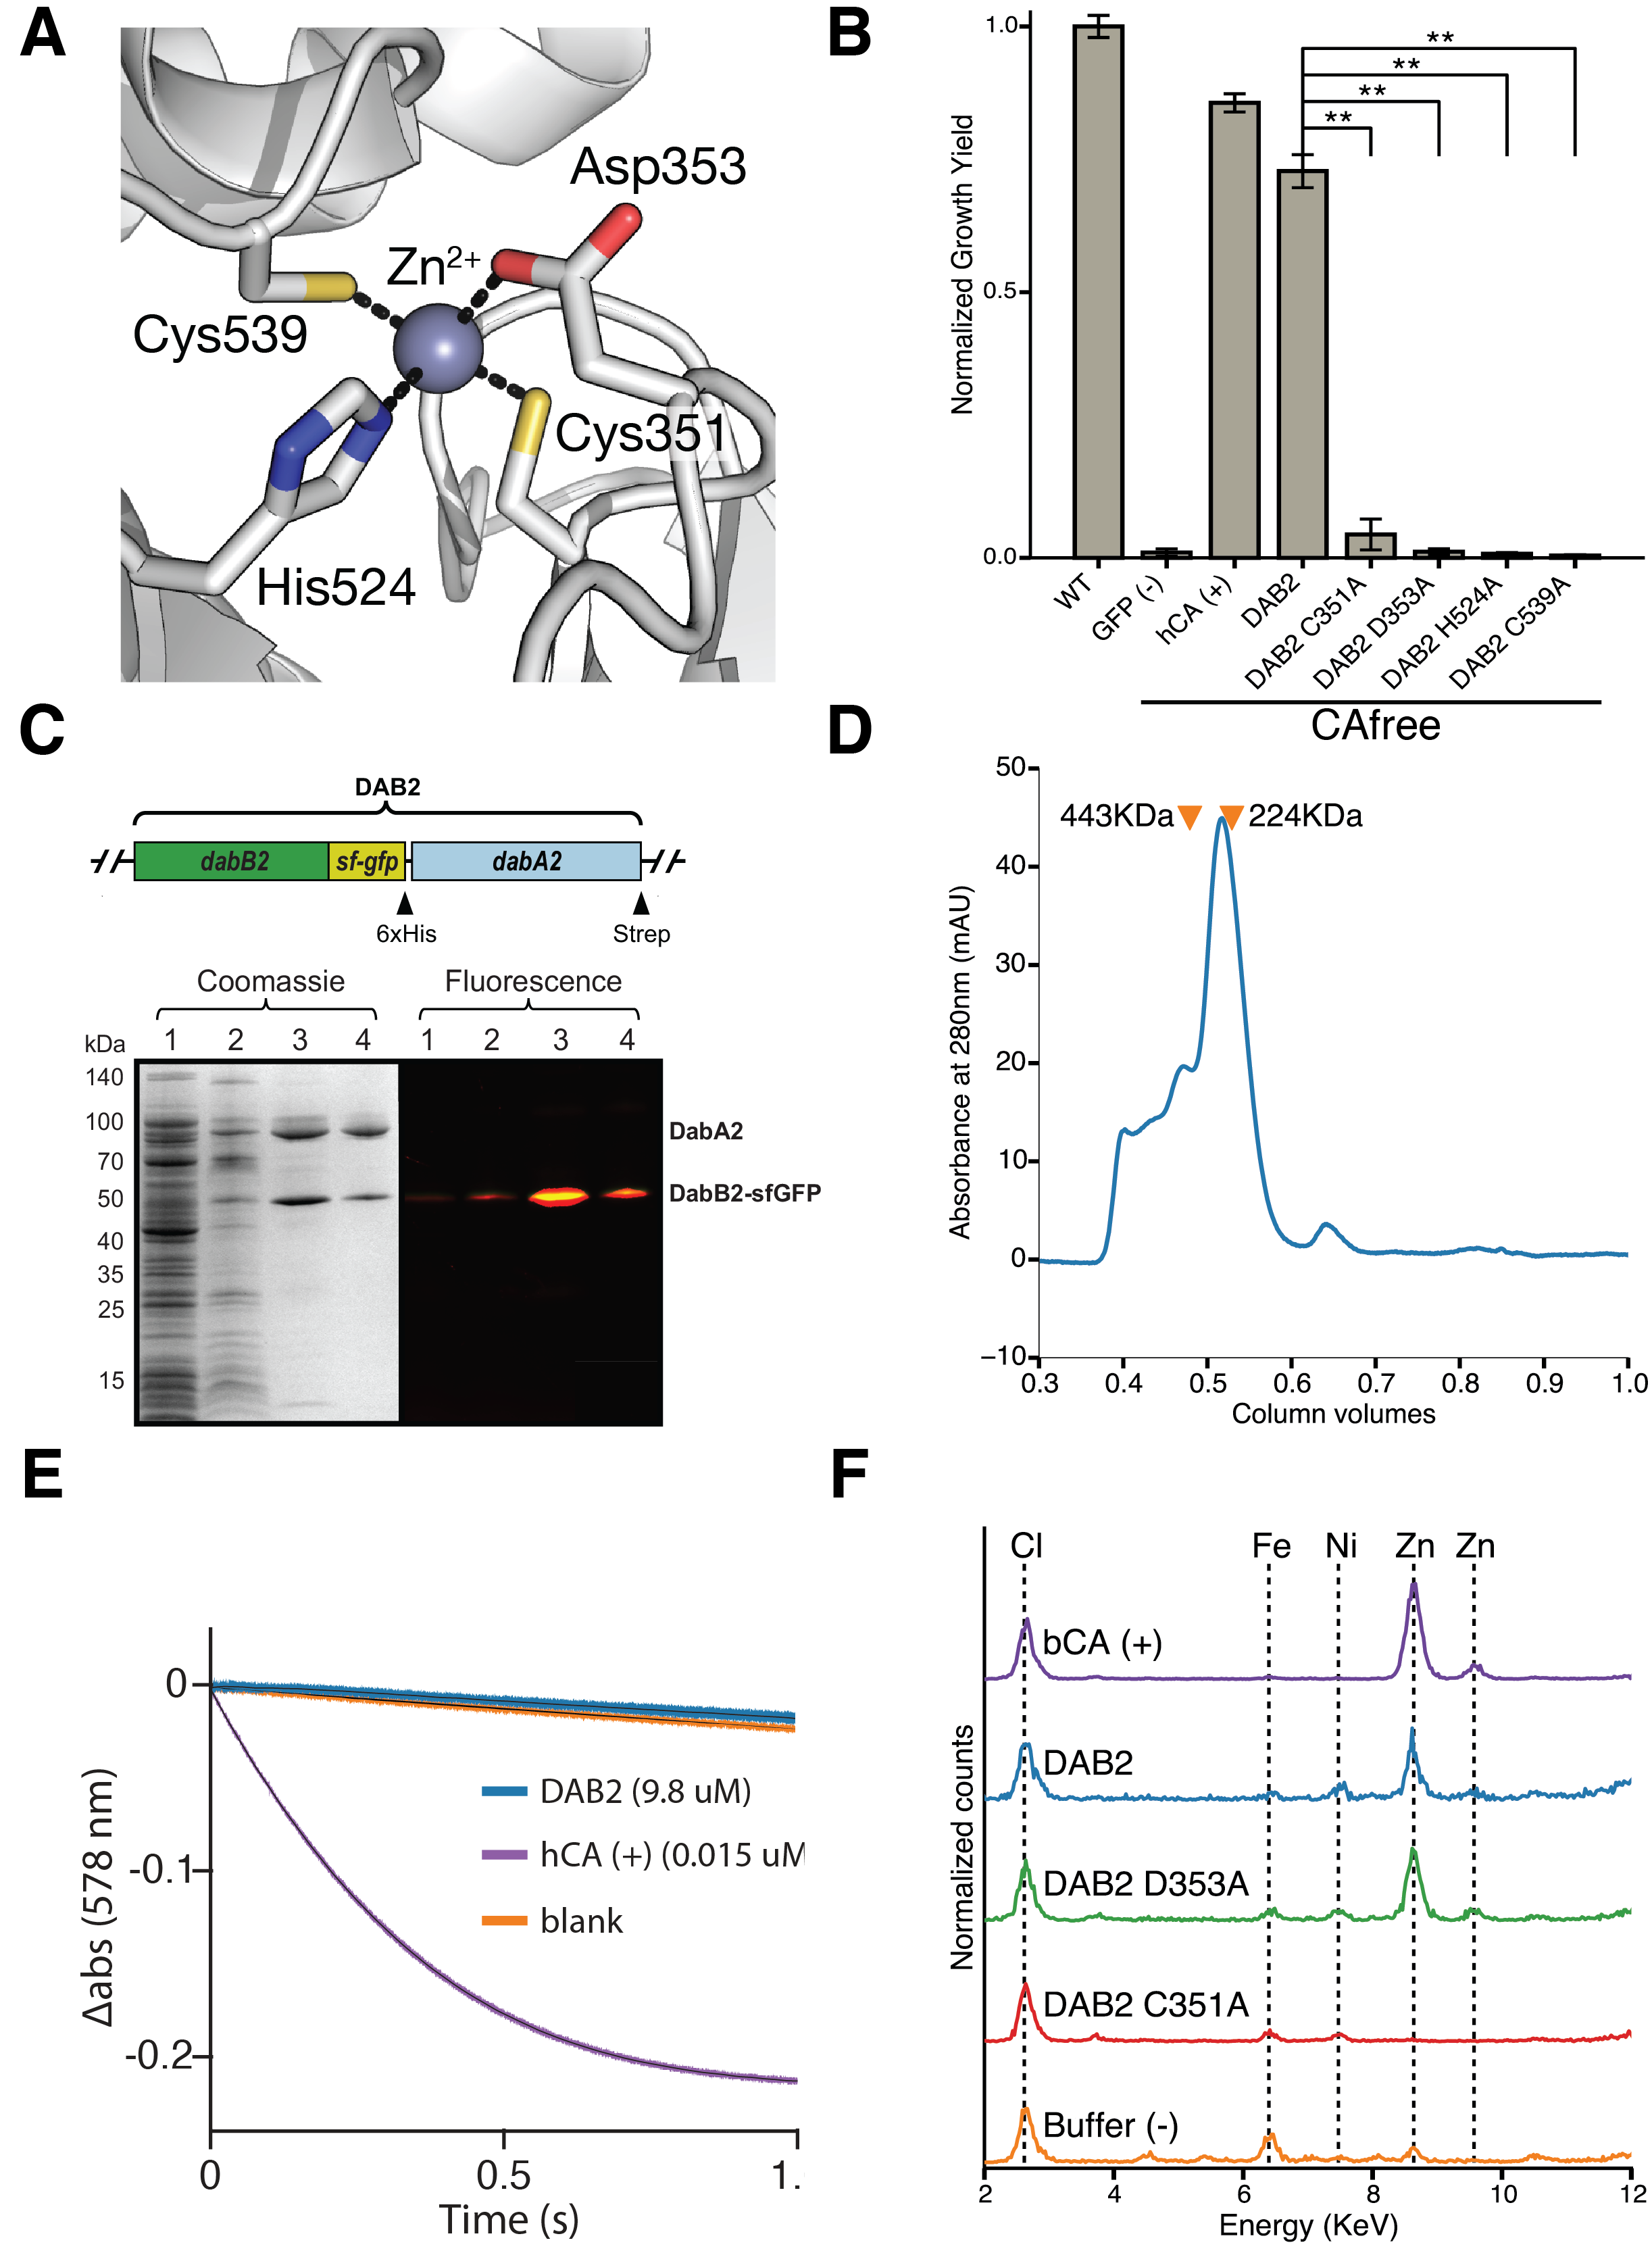 A
Asp353
Zn2+
Cys539
Cys351
His524
B
Normalized Growth Yield
1.0
0.5
0.0
**
**
**
**
WT
GFP (-)
hCA (+)
DAB2
DAB2 C351A
DAB2 D353A
DAB2 H524A
DAB2 C539A
CAfree
C
DAB2
dabB2
sf-gfp
dabA2
6xHis
Strep
Coomassie
Fluorescence
kDa
1 2 3 4 1 2 3 4
140
100
70
50
40
35
25
15
DabA2
DabB2-sfGFP
D
Absorbance at 280nm (mAU)
50
40
30
20
10
0
−10
443KDa
224KDa
0.3 0.4 0.5 0.6 0.7 0.8 0.9 1.0
Column volumes
E
Δabs (578 nm)
0
-0.1
-0.2
DAB2 (9.8 uM)
hCA (+) (0.015 uM
blank
0 0.5 1.
Time (s)
F
Normalized counts
Cl Fe Ni Zn Zn
bCA (+)
DAB2
DAB2 D353A
DAB2 C351A
Buffer (-)
2 4 6 8 10 12
Energy (KeV)